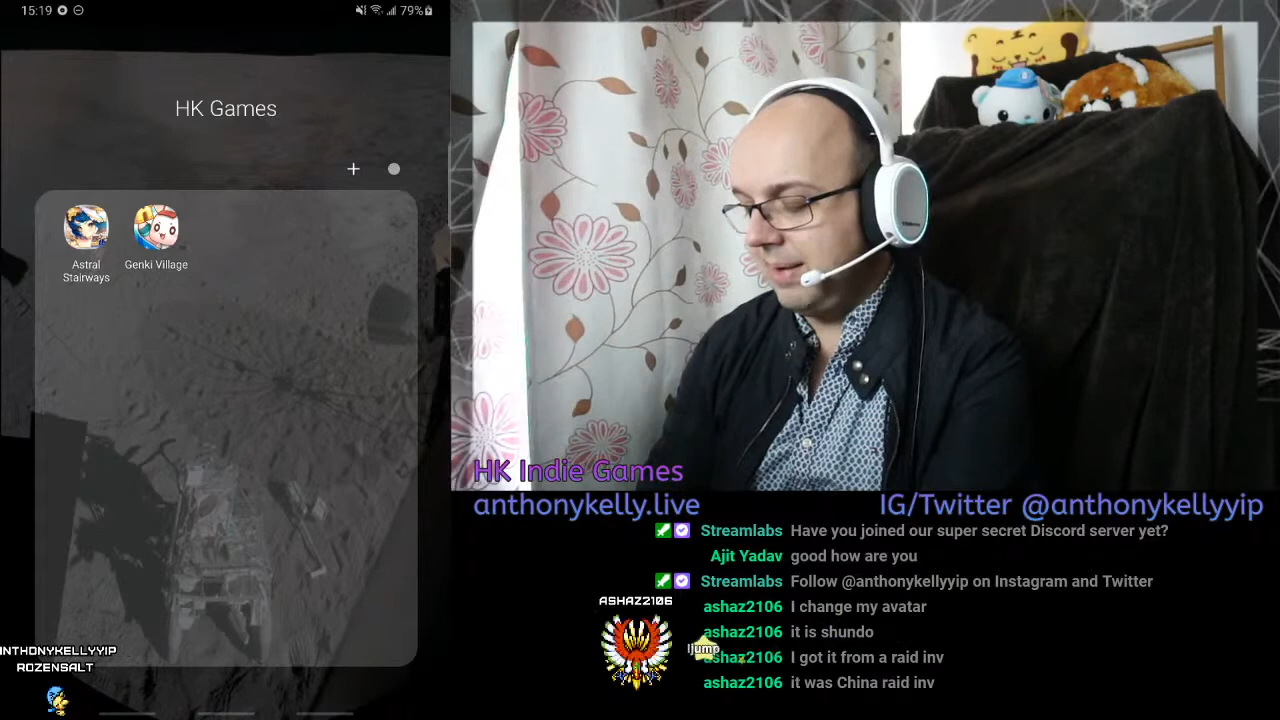 15:19
79%
HK Games
+
Astral
Stairways
Genki Village
HK Indie Games
anthonykelly.live
IG/Twitter @anthonykellyyip
Streamlabs Have you joined our super secret Discord server yet?
Ajit Yadav good how are you
Streamlabs Follow @anthonykellyyip on Instagram and Twitter
ashaz2106 I change my avatar
ashaz2106 it is shundo
ashaz2106 I got it from a raid inv
ashaz2106 it was China raid inv
ASHAZ2106
!jump
NTHONYKELLYYIP
ROZENSALT